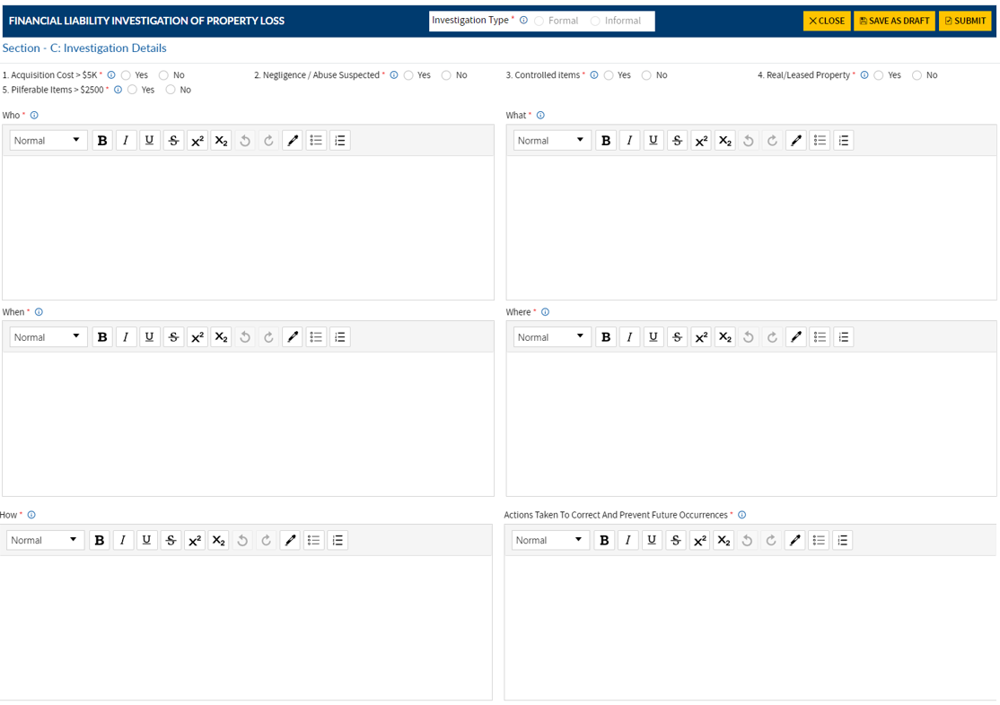 FINANCIAL LIABILITY INVESTIGATION OF PROPERTY LOSS
Investigation Type * Formal Informal
CLOSE SAVE AS DRAFT SUBMIT
Section - C: Investigation Details
1. Acquisition Cost > $5K * Yes No
2. Negligence / Abuse Suspected * Yes No
3. Controlled items * Yes No
4. Real/Leased Property * Yes No
5. Pilferable Items > $2500 * Yes No
Who *
Normal B I U S X² X₂
What *
Normal B I U S X² X₂
When *
Normal B I U S X² X₂
Where *
Normal B I U S X² X₂
How *
Normal B I U S X² X₂
Actions Taken To Correct And Prevent Future Occurrences *
Normal B I U S X² X₂